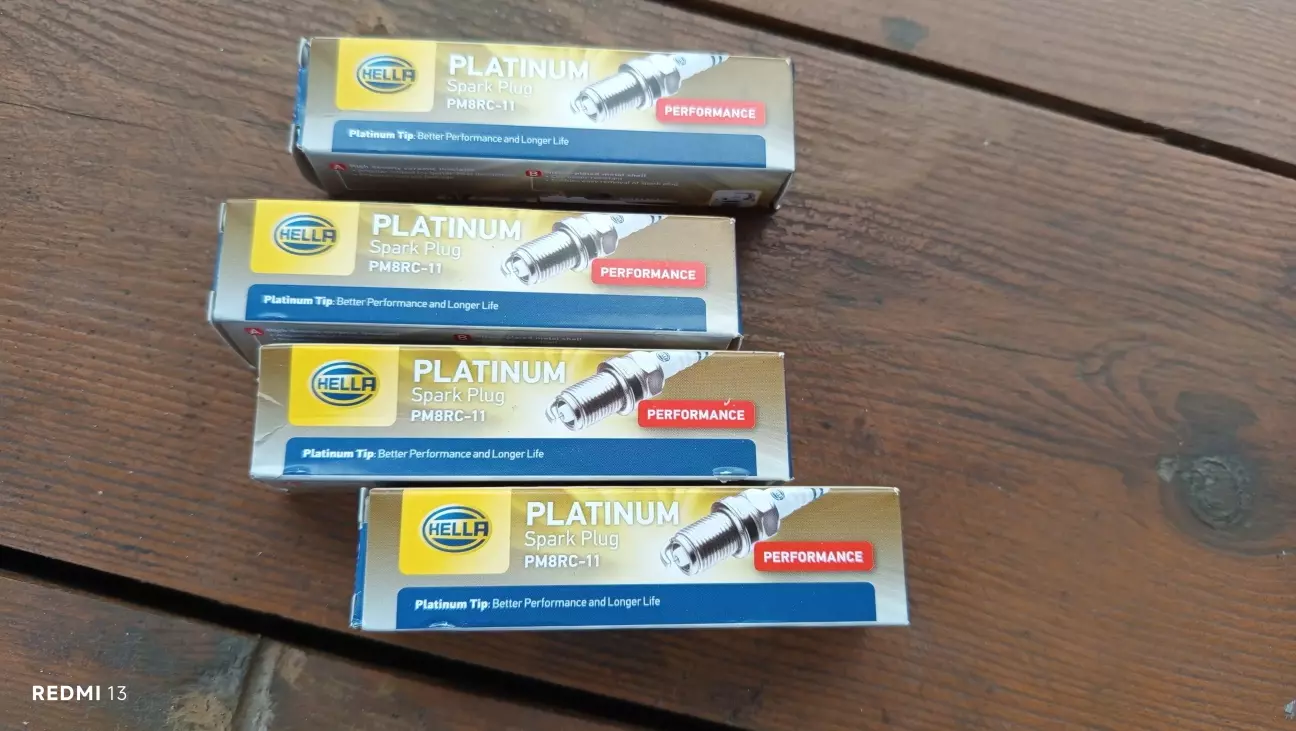 HELLA
PLATINUM
Spark Plug
PM8RC-11
PERFORMANCE
Platinum Tip: Better Performance and Longer Life
A
B
HELLA
PLATINUM
Spark Plug
PM8RC-11
PERFORMANCE
Platinum Tip: Better Performance and Longer Life
A
B
HELLA
PLATINUM
Spark Plug
PM8RC-11
PERFORMANCE
Platinum Tip: Better Performance and Longer Life
HELLA
PLATINUM
Spark Plug
PM8RC-11
PERFORMANCE
Platinum Tip: Better Performance and Longer Life
REDMI 13